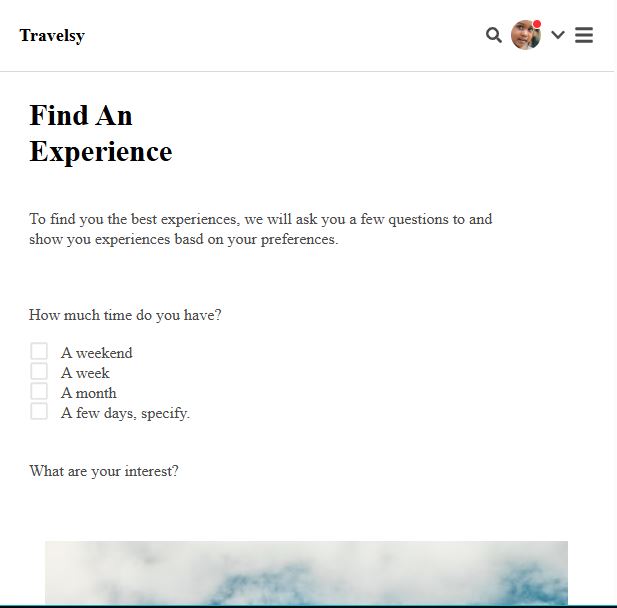 Travelsy
Find An
Experience
To find you the best experiences, we will ask you a few questions to and
show you experiences basd on your preferences.
How much time do you have?
A weekend
A week
A month
A few days, specify.
What are your interest?